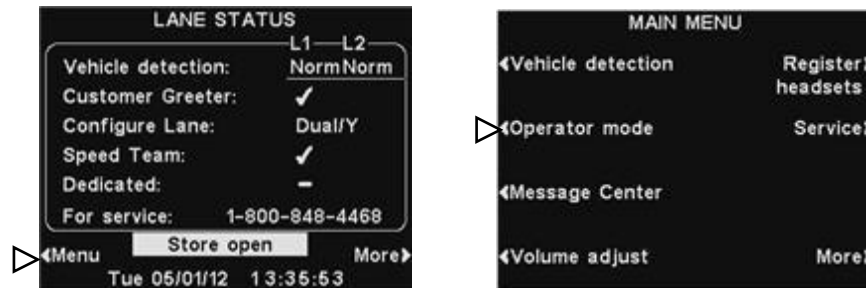 LANE STATUS
L1 L2
Vehicle detection: Norm Norm
Customer Greeter: ✓
Configure Lane: Dual/Y
Speed Team: ✓
Dedicated: –
For service: 1-800-848-4468
Store open
Menu More
Tue 05/01/12 13:35:53
MAIN MENU
Vehicle detection Register
headsets
Operator mode Service
Message Center
Volume adjust More